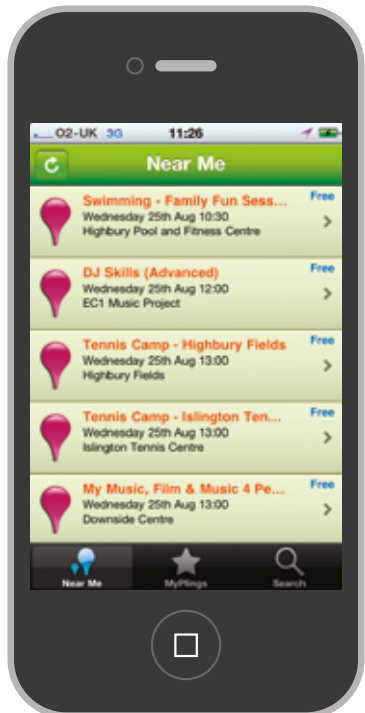 O2-UK 3G 11:26
Near Me
Swimming - Family Fun Sess... Free
Wednesday 25th Aug 10:30
Highbury Pool and Fitness Centre
DJ Skills (Advanced) Free
Wednesday 25th Aug 12:00
EC1 Music Project
Tennis Camp - Highbury Fields Free
Wednesday 25th Aug 13:00
Highbury Fields
Tennis Camp - Islington Ten... Free
Wednesday 25th Aug 13:00
Islington Tennis Centre
My Music, Film & Music 4 Pe... Free
Wednesday 25th Aug 13:00
Downside Centre
Near Me MyPlings Search